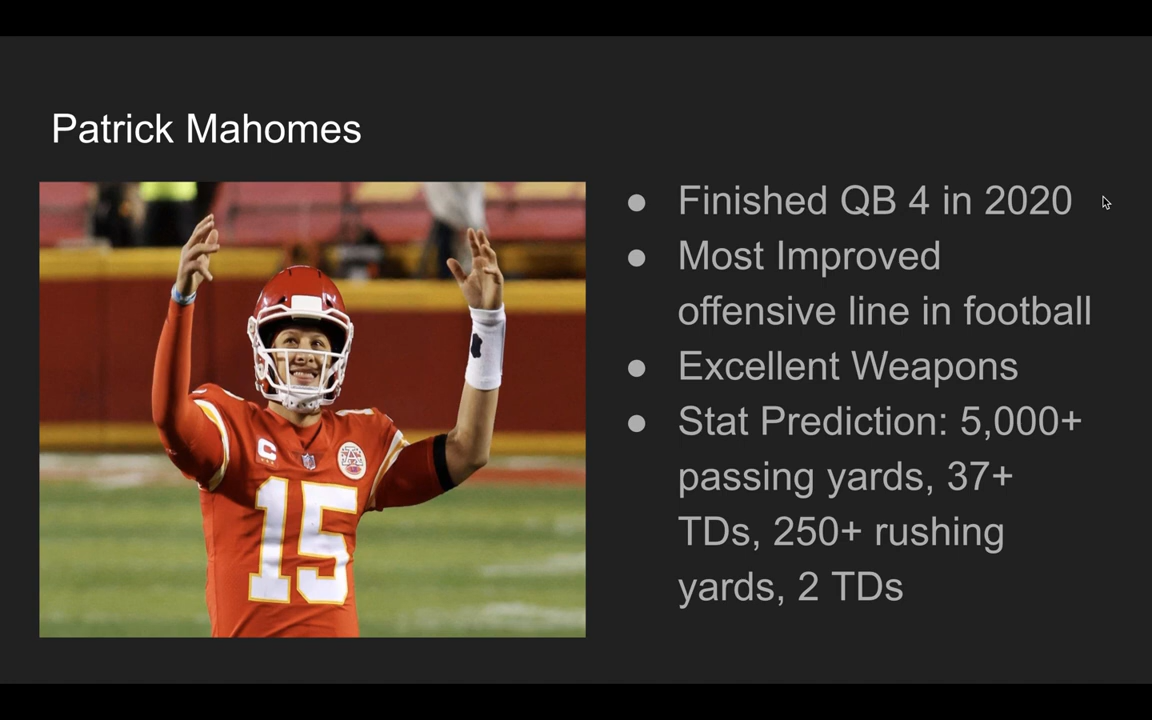 Patrick Mahomes
● Finished QB 4 in 2020
● Most Improved
offensive line in football
● Excellent Weapons
● Stat Prediction: 5,000+
passing yards, 37+
TDs, 250+ rushing
yards, 2 TDs
C
15